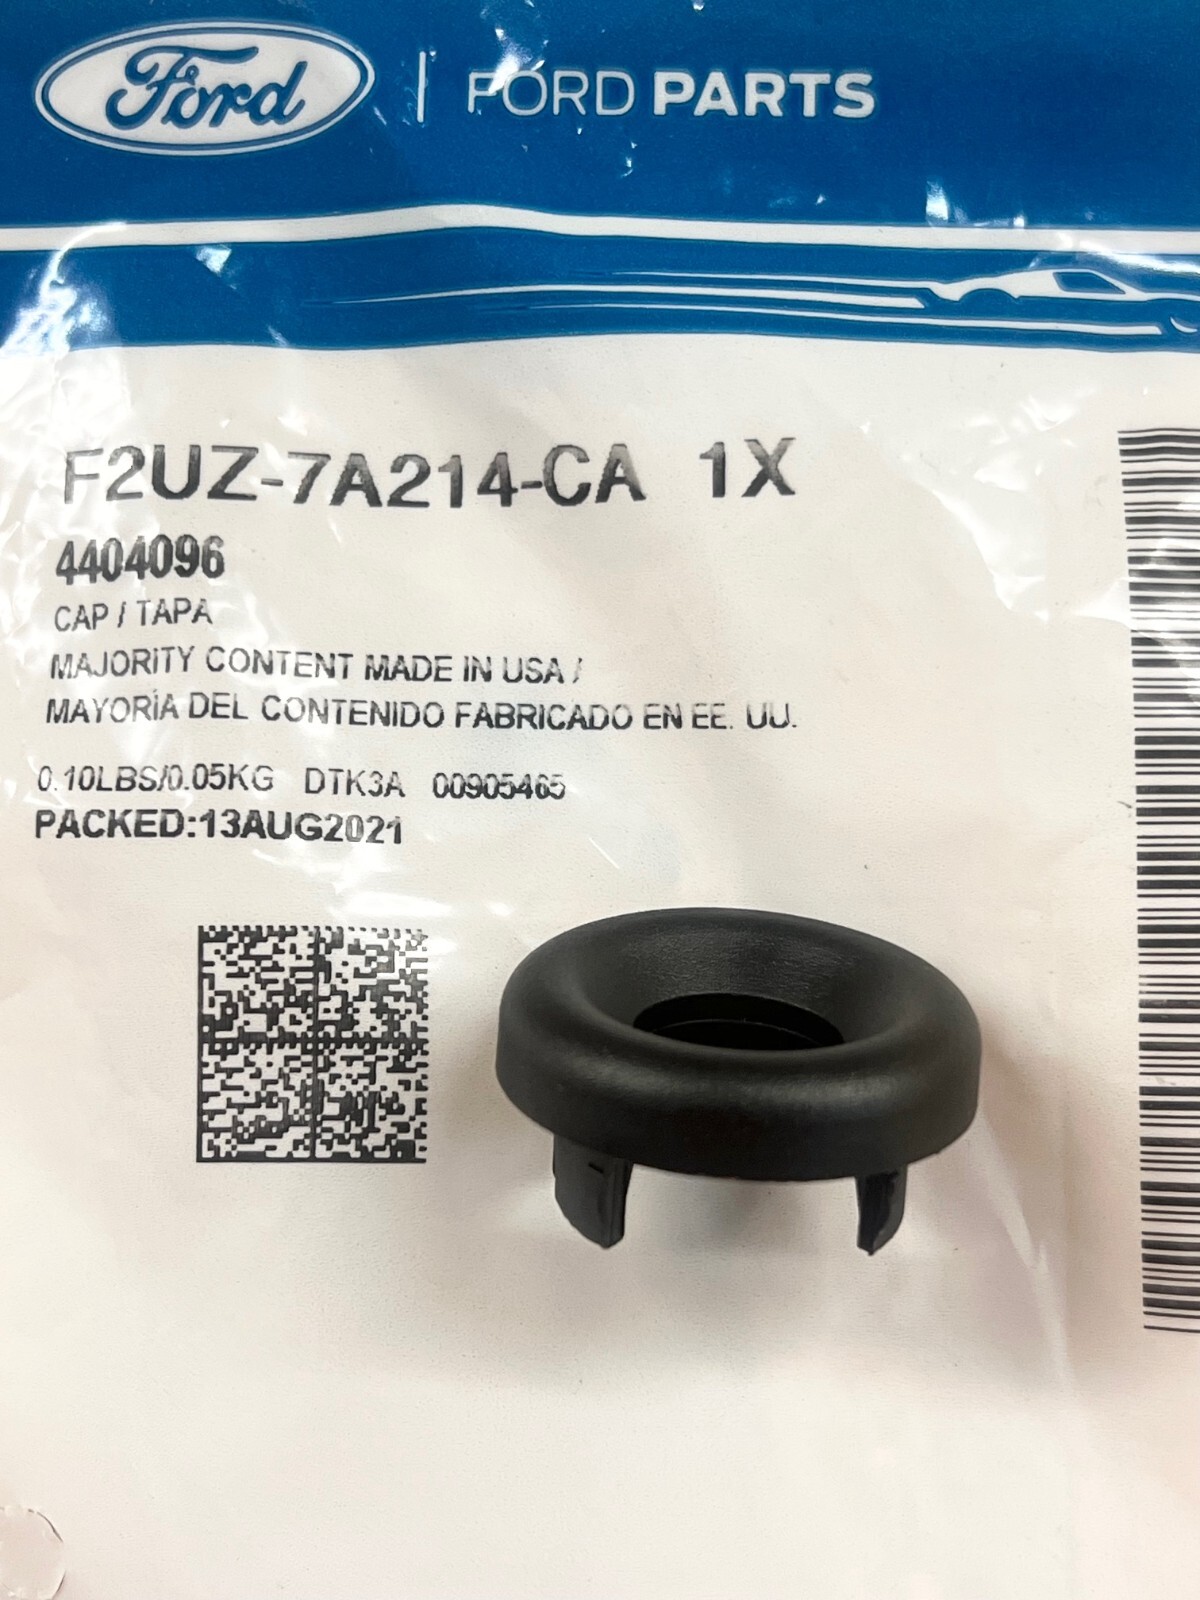 Ford | FORD PARTS
F2UZ-7A214-CA 1X
4404096
CAP / TAPA
MAJORITY CONTENT MADE IN USA /
MAYORÍA DEL CONTENIDO FABRICADO EN EE. UU.
0.10LBS/0.05KG DTK3A 00905465
PACKED:13AUG2021